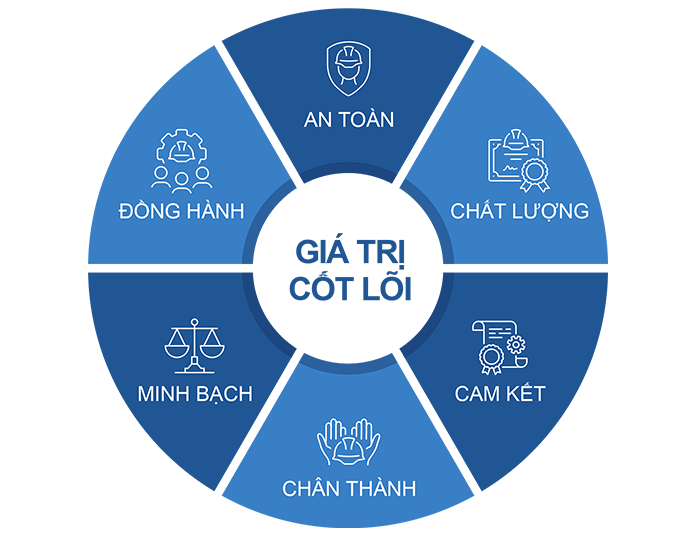 AN TOÀN
CHẤT LƯỢNG
CAM KẾT
CHÂN THÀNH
MINH BẠCH
ĐỒNG HÀNH
GIÁ TRỊ
CỐT LÕI